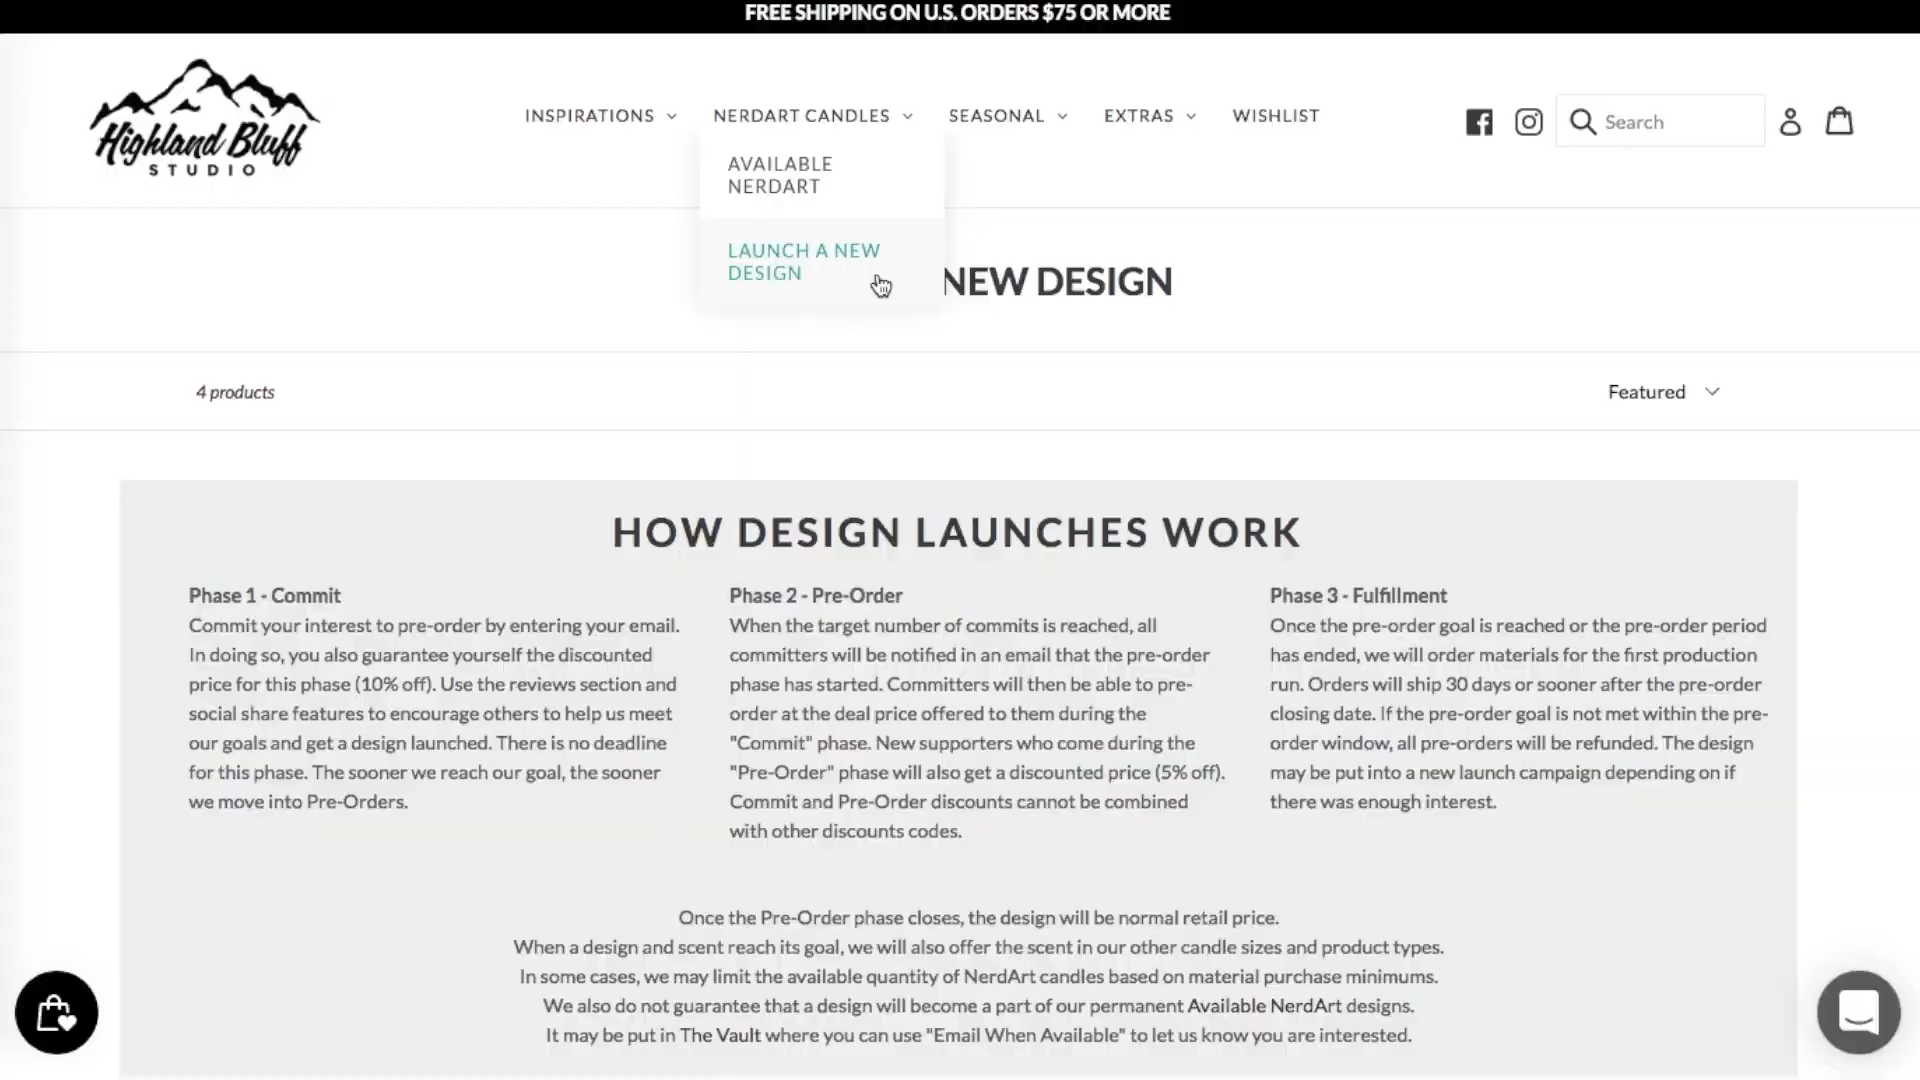 FREE SHIPPING ON U.S. ORDERS $75 OR MORE
Highland Bluff
STUDIO
INSPIRATIONS
NERDART CANDLES
SEASONAL
EXTRAS
WISHLIST
Search
AVAILABLE
NERDART
LAUNCH A NEW
DESIGN
NEW DESIGN
4 products
Featured
HOW DESIGN LAUNCHES WORK
Phase 1 - Commit
Commit your interest to pre-order by entering your email.
In doing so, you also guarantee yourself the discounted
price for this phase (10% off). Use the reviews section and
social share features to encourage others to help us meet
our goals and get a design launched. There is no deadline
for this phase. The sooner we reach our goal, the sooner
we move into Pre-Orders.
Phase 2 - Pre-Order
When the target number of commits is reached, all
committers will be notified in an email that the pre-order
phase has started. Committers will then be able to pre-
order at the deal price offered to them during the
"Commit" phase. New supporters who come during the
"Pre-Order" phase will also get a discounted price (5% off).
Commit and Pre-Order discounts cannot be combined
with other discounts codes.
Phase 3 - Fulfillment
Once the pre-order goal is reached or the pre-order period
has ended, we will order materials for the first production
run. Orders will ship 30 days or sooner after the pre-order
closing date. If the pre-order goal is not met within the pre-
order window, all pre-orders will be refunded. The design
may be put into a new launch campaign depending on if
there was enough interest.
Once the Pre-Order phase closes, the design will be normal retail price.
When a design and scent reach its goal, we will also offer the scent in our other candle sizes and product types.
In some cases, we may limit the available quantity of NerdArt candles based on material purchase minimums.
We also do not guarantee that a design will become a part of our permanent Available NerdArt designs.
It may be put in The Vault where you can use "Email When Available" to let us know you are interested.